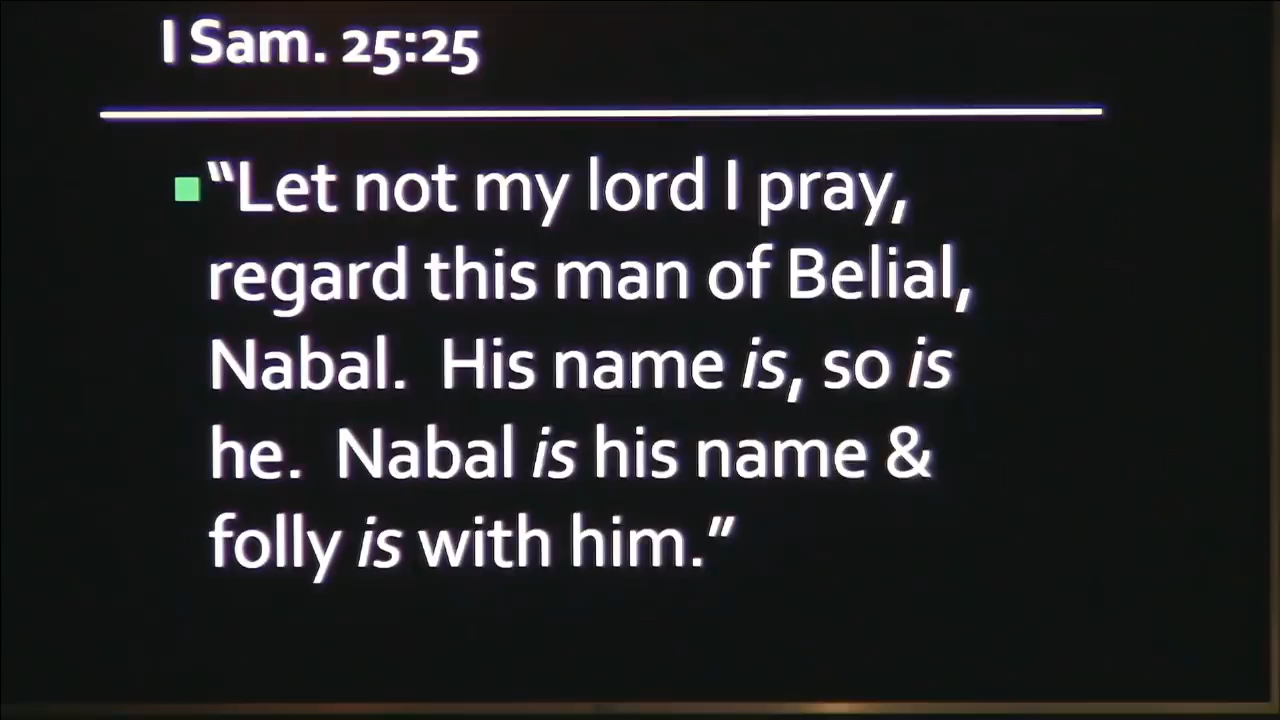 I Sam. 25:25
“Let not my lord I pray,
regard this man of Belial,
Nabal.  His name is, so is
he.  Nabal is his name &
folly is with him.”